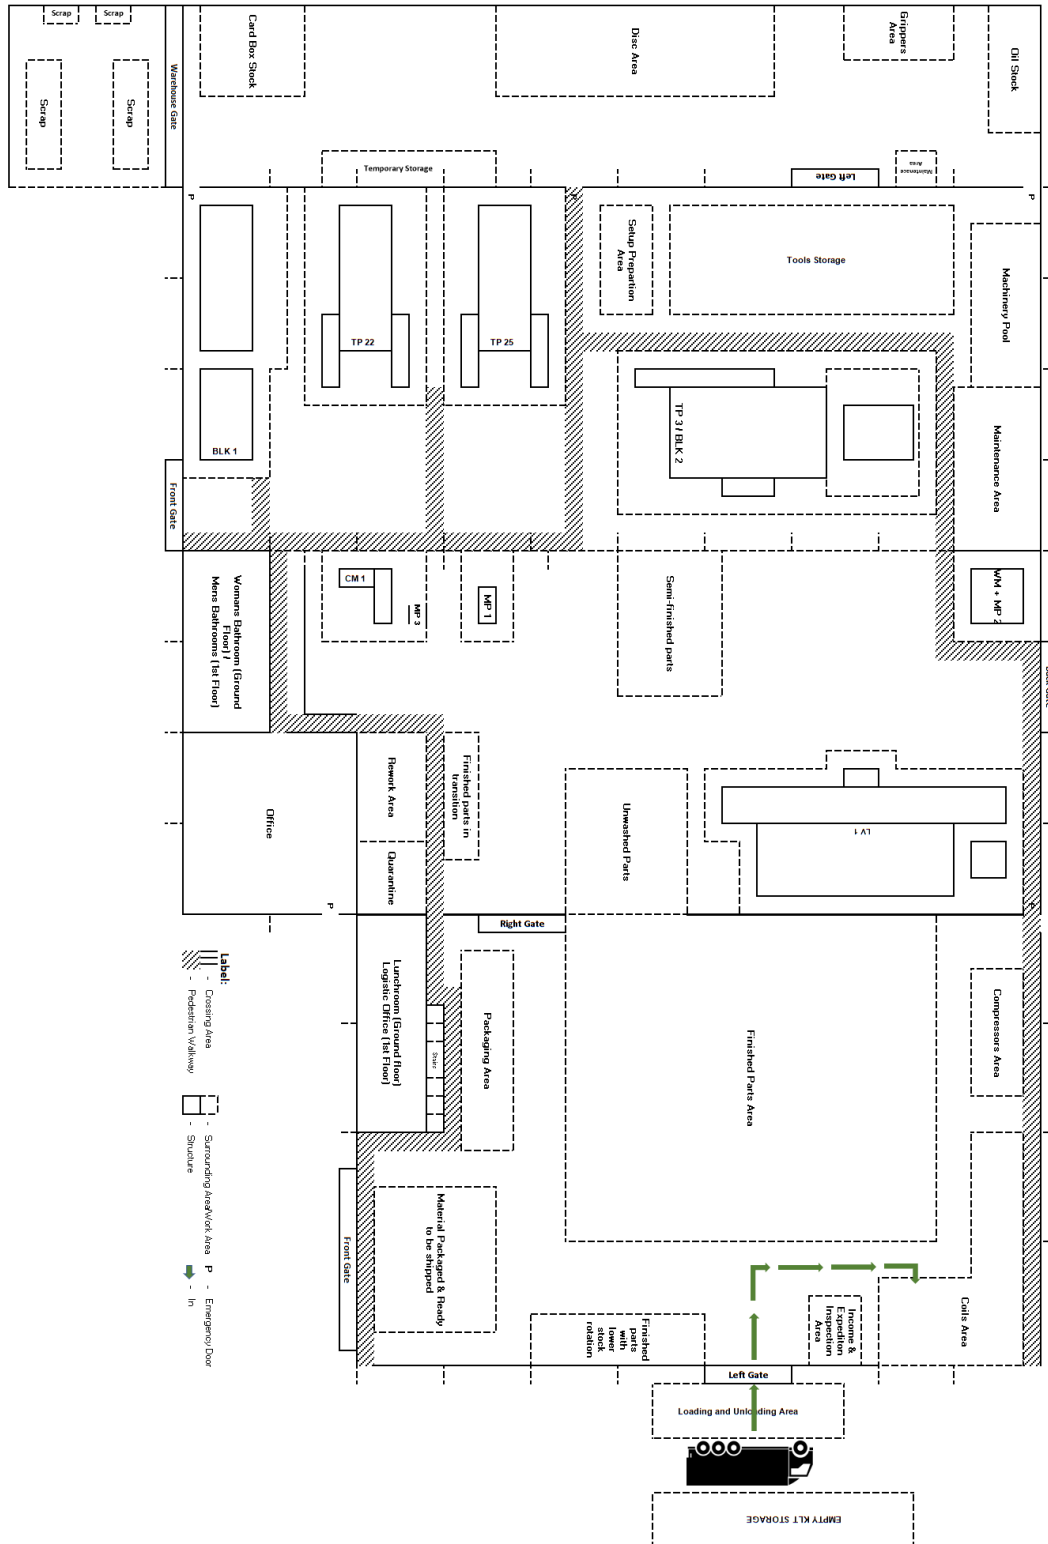 Scrap
Scrap
Scrap
Scrap
Warehouse Gate
Card Box Stock
Disc Area
Grippers
Area
Oil Stock
Temporary Storage
Left Gate
Maintenace
Area
P
P
P
Setup Prepartion
Area
Tools Storage
Machinery Pool
TP 22
TP 25
BLK 1
TP 3 / BLK 2
Maintenance Area
Front Gate
Womans Bathroom (Ground
Floor) /
Mens Bathrooms (1st Floor)
CM 1
MP 3
MP 1
Semi-finished parts
WM + MP 2
Office
Rework Area
Quarantine
Finished parts in
transition
Unwashed Parts
LV 1
P
P
Right Gate
Lunchroom (Ground floor)
Logistic Office (1st Floor)
Stairs
Packaging Area
Finished Parts Area
Compressors Area
Front Gate
Material Packaged & Ready
to be shipped
Finished
parts
with
lower
stock
rotation
Income &
Expedition
Inspection
Area
Coils Area
Left Gate
Loading and Unloading Area
EMPTY KLT STORAGE
Label:
- Crossing Area
- Pedestrian Walkway
- Surrounding Area/Work Area
- Structure
P - Emergency Door
- In